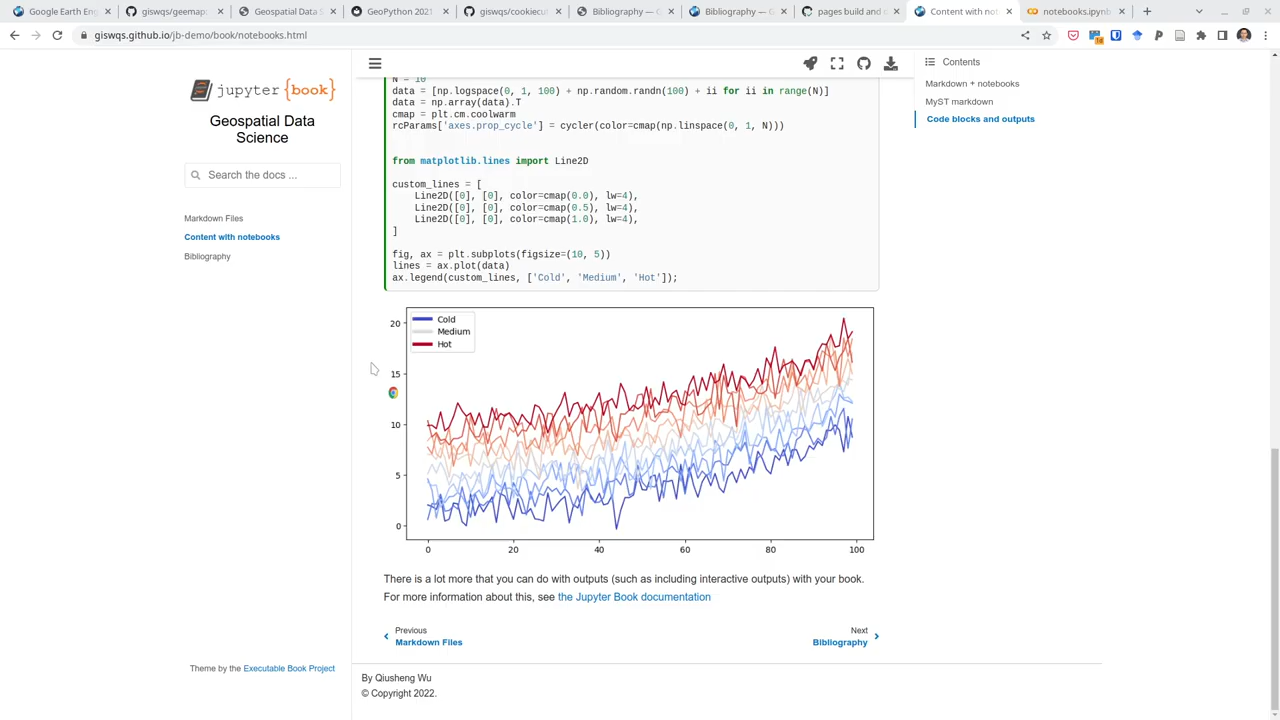 Google Earth Eng
giswqs/geemap:
Geospatial Data S
GeoPython 2021
giswqs/cookiecut
Bibliography — G
Bibliography — G
pages build and d
Content with not
notebooks.ipynb
giswqs.github.io/jb-demo/book/notebooks.html
jupyter {book}
Geospatial Data
Science
Search the docs ...
Markdown Files
Content with notebooks
Bibliography
Theme by the Executable Book Project
N = 10
data = [np.logspace(0, 1, 100) + np.random.randn(100) + ii for ii in range(N)]
data = np.array(data).T
cmap = plt.cm.coolwarm
rcParams['axes.prop_cycle'] = cycler(color=cmap(np.linspace(0, 1, N)))
from matplotlib.lines import Line2D
custom_lines = [
    Line2D([0], [0], color=cmap(0.0), lw=4),
    Line2D([0], [0], color=cmap(0.5), lw=4),
    Line2D([0], [0], color=cmap(1.0), lw=4),
]
fig, ax = plt.subplots(figsize=(10, 5))
lines = ax.plot(data)
ax.legend(custom_lines, ['Cold', 'Medium', 'Hot']);
Cold
Medium
Hot
20
15
10
5
0
0 20 40 60 80 100
There is a lot more that you can do with outputs (such as including interactive outputs) with your book.
For more information about this, see the Jupyter Book documentation
Previous
Markdown Files
Next
Bibliography
By Qiusheng Wu
© Copyright 2022.
Contents
Markdown + notebooks
MyST markdown
Code blocks and outputs